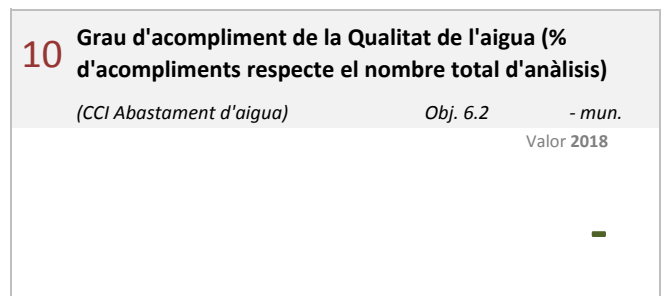 10 Grau d'acompliment de la Qualitat de l'aigua (%
d'acompliments respecte el nombre total d'anàlisis)
(CCI Abastament d'aigua) Obj. 6.2 - mun.
Valor 2018
-